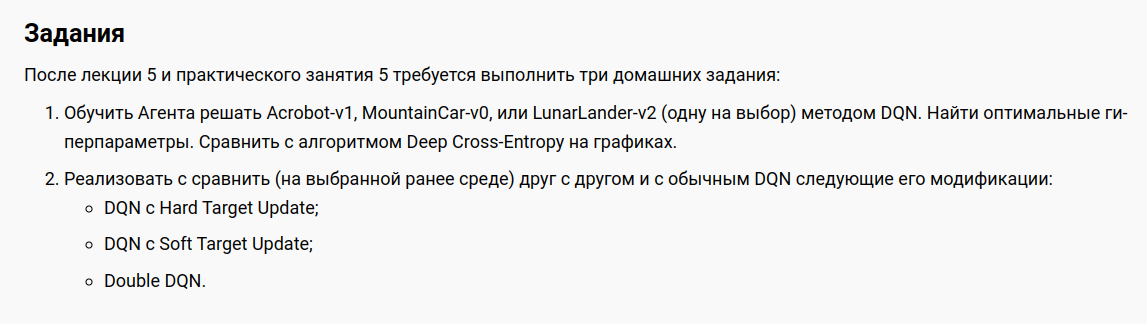 Задания
После лекции 5 и практического занятия 5 требуется выполнить три домашних задания:
1. Обучить Агента решать Acrobot-v1, MountainCar-v0, или LunarLander-v2 (одну на выбор) методом DQN. Найти оптимальные ги-
перпараметры. Сравнить с алгоритмом Deep Cross-Entropy на графиках.
2. Реализовать с сравнить (на выбранной ранее среде) друг с другом и с обычным DQN следующие его модификации:
◦ DQN с Hard Target Update;
◦ DQN с Soft Target Update;
◦ Double DQN.